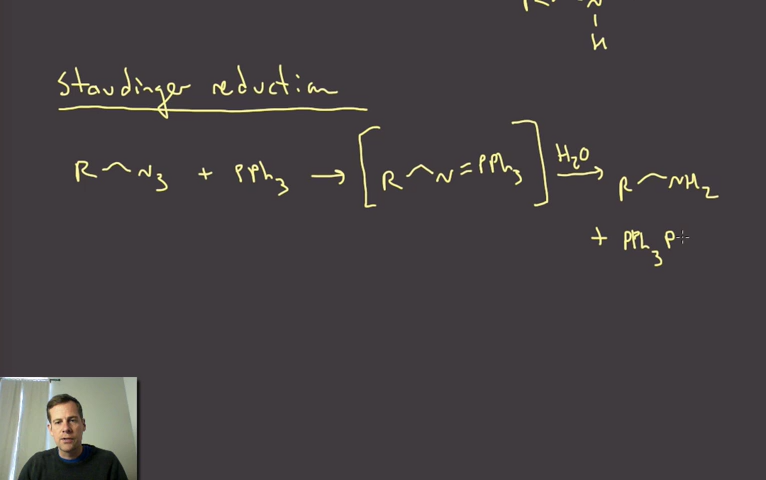 R N
H
Staudinger reduction
R N3 + PPh3 → [ R N=PPh3 ] H2O → R NH2
+ PPh3 P